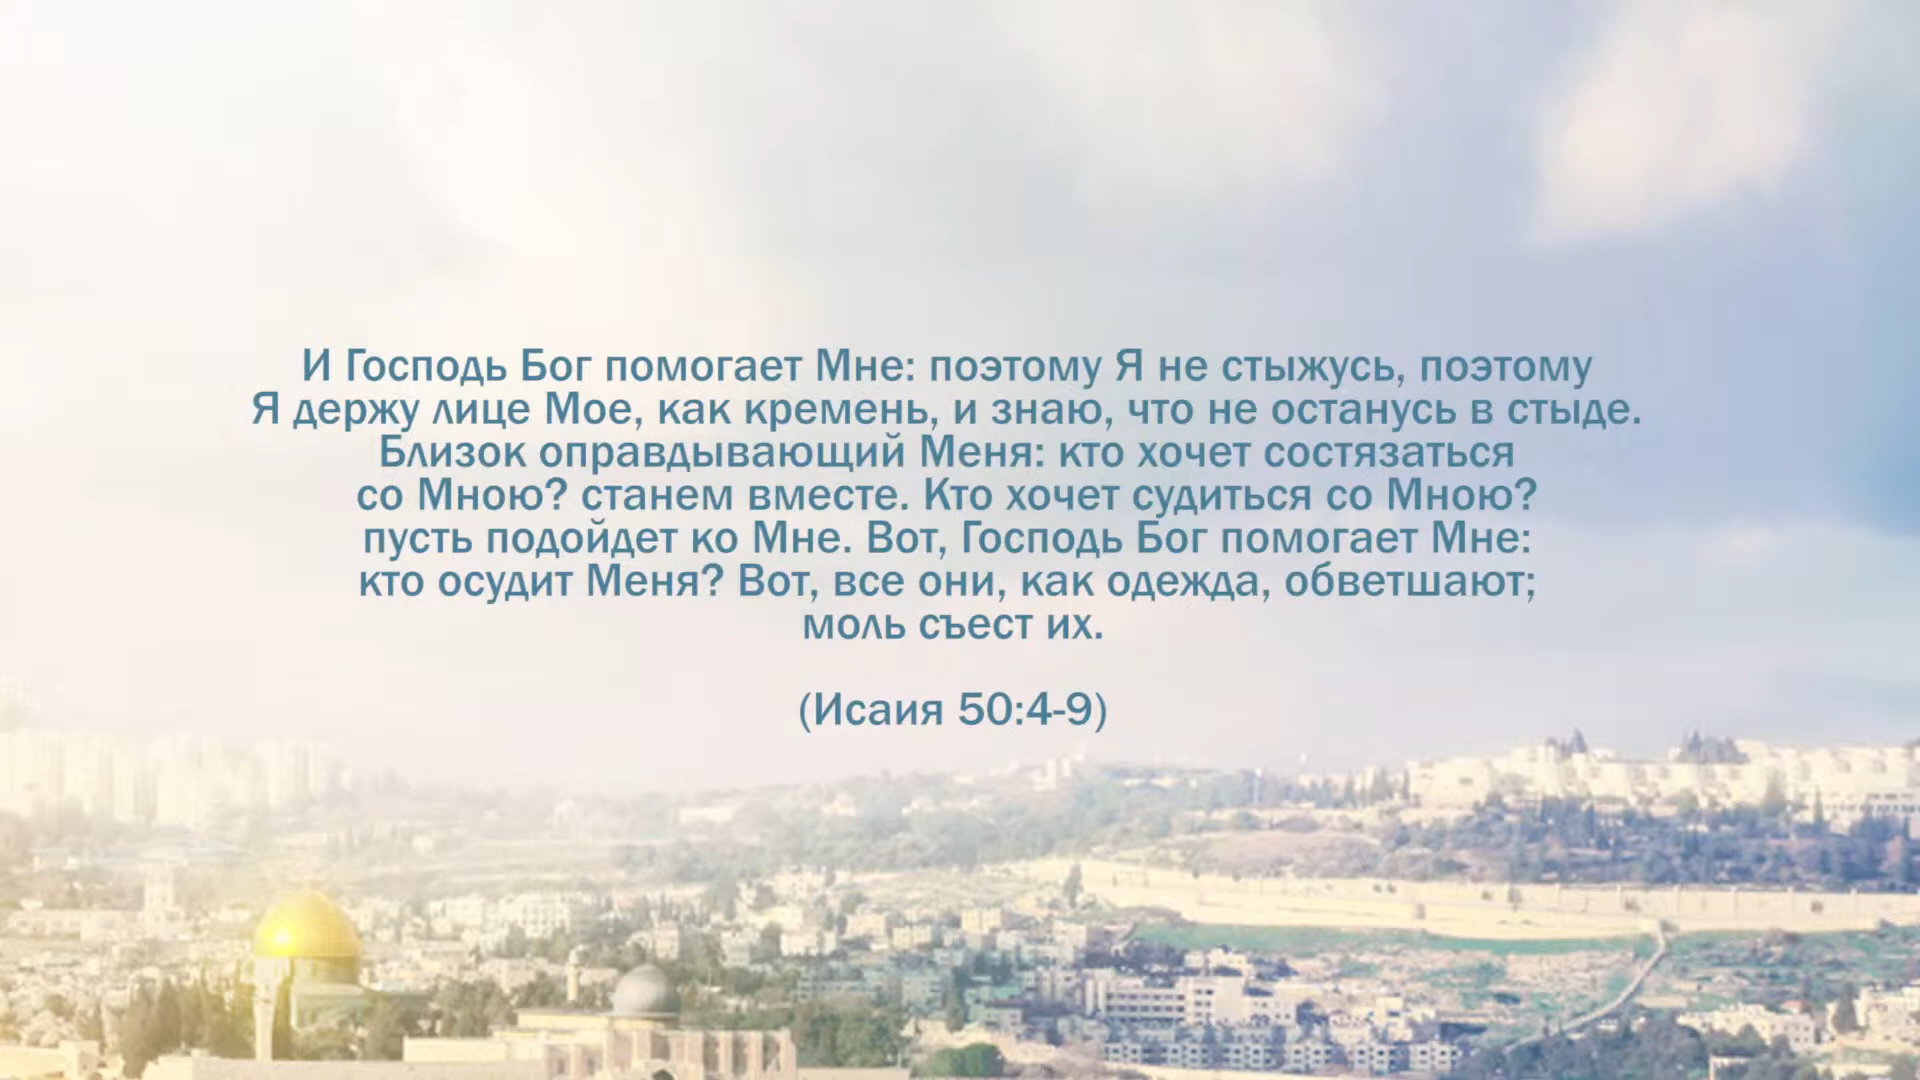 И Господь Бог помогает Мне: поэтому Я не стыжусь, поэтому
Я держу лице Мое, как кремень, и знаю, что не останусь в стыде.
Близок оправдывающий Меня: кто хочет состязаться
со Мною? станем вместе. Кто хочет судиться со Мною?
пусть подойдет ко Мне. Вот, Господь Бог помогает Мне:
кто осудит Меня? Вот, все они, как одежда, обветшают;
моль съест их.
(Исаия 50:4-9)